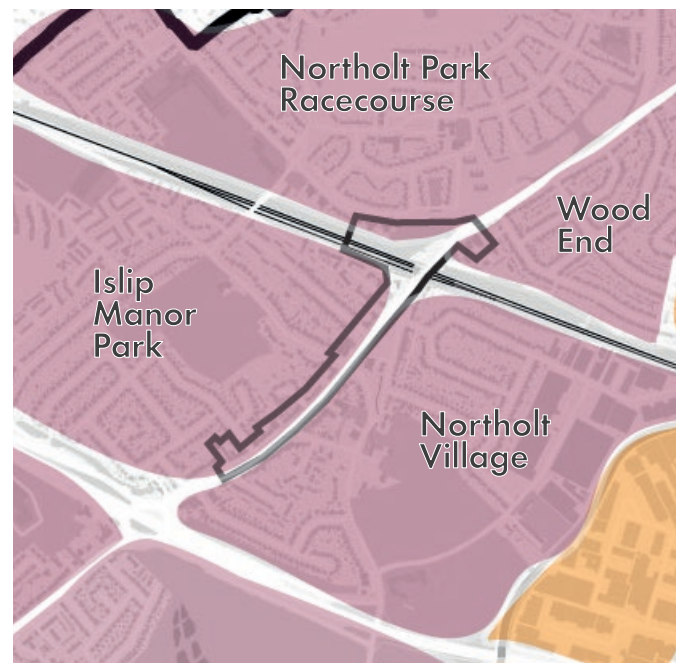 Northolt Park
Racecourse
Wood
End
Islip
Manor
Park
Northolt
Village